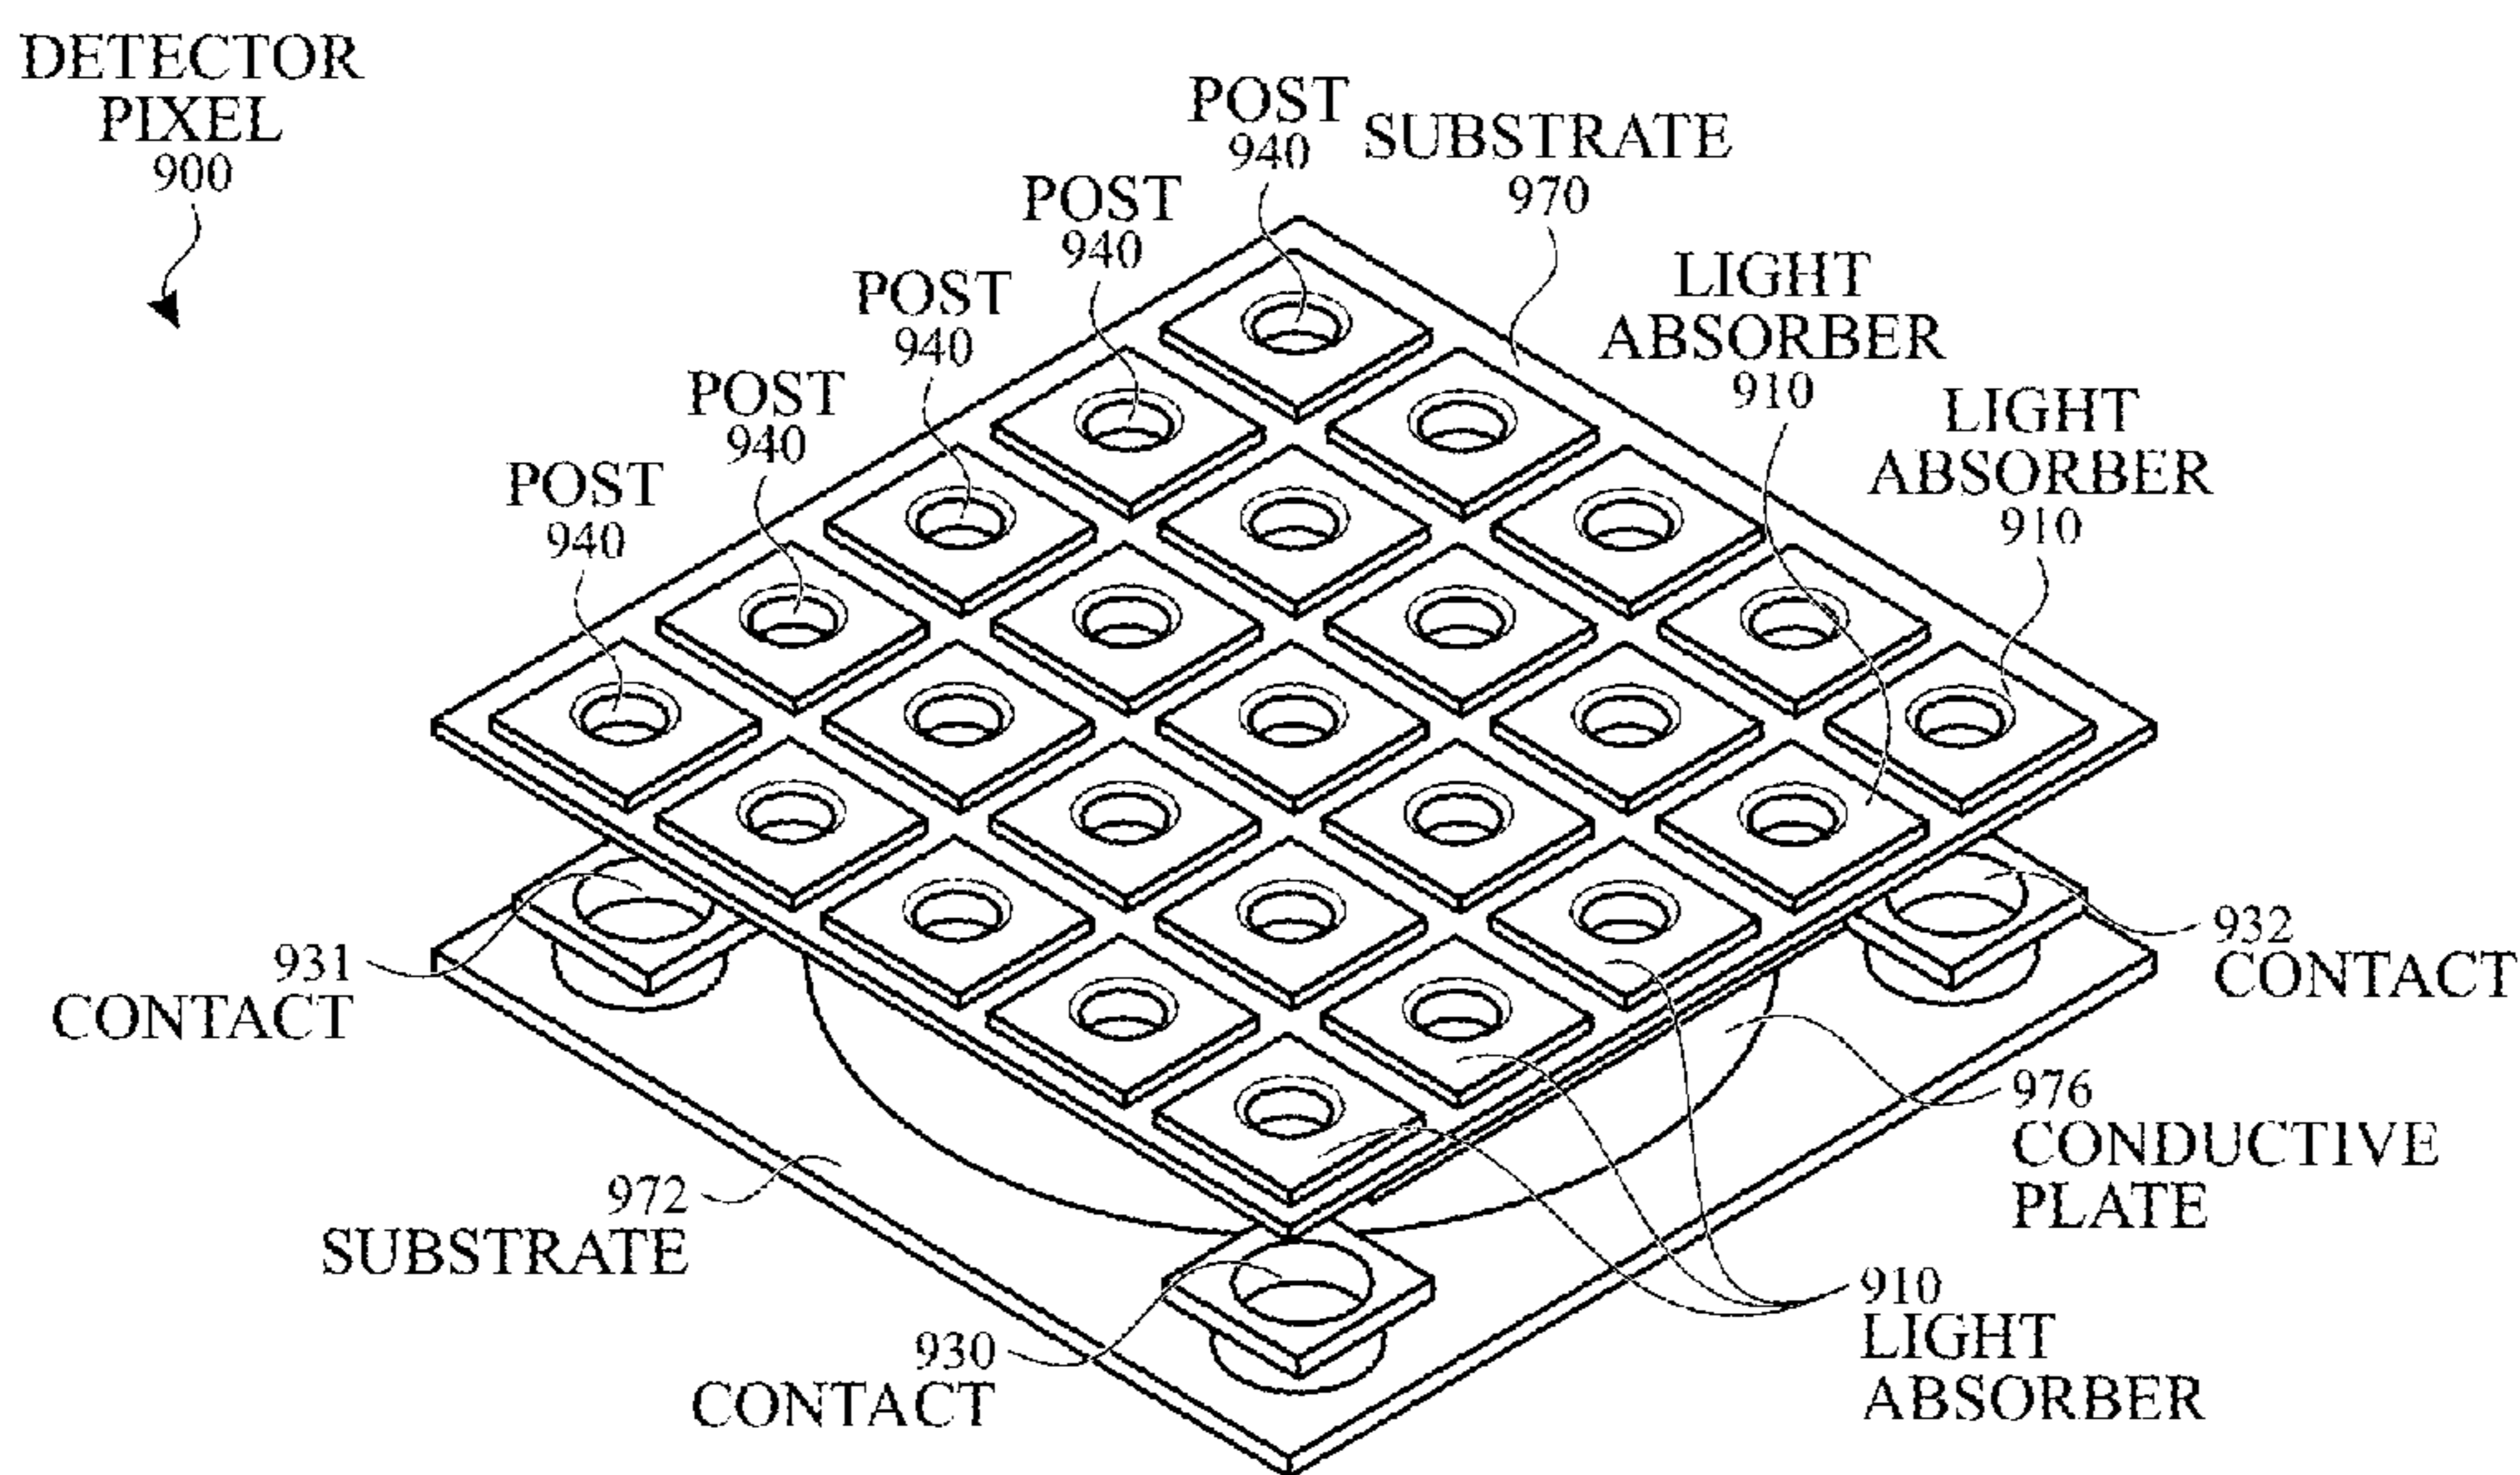 DETECTOR
PIXEL
900
POST
940
SUBSTRATE
970
POST
940
POST
940
LIGHT
ABSORBER
910
POST
940
LIGHT
ABSORBER
910
POST
940
931
CONTACT
932
CONTACT
976
CONDUCTIVE
PLATE
972
SUBSTRATE
910
LIGHT
ABSORBER
930
CONTACT